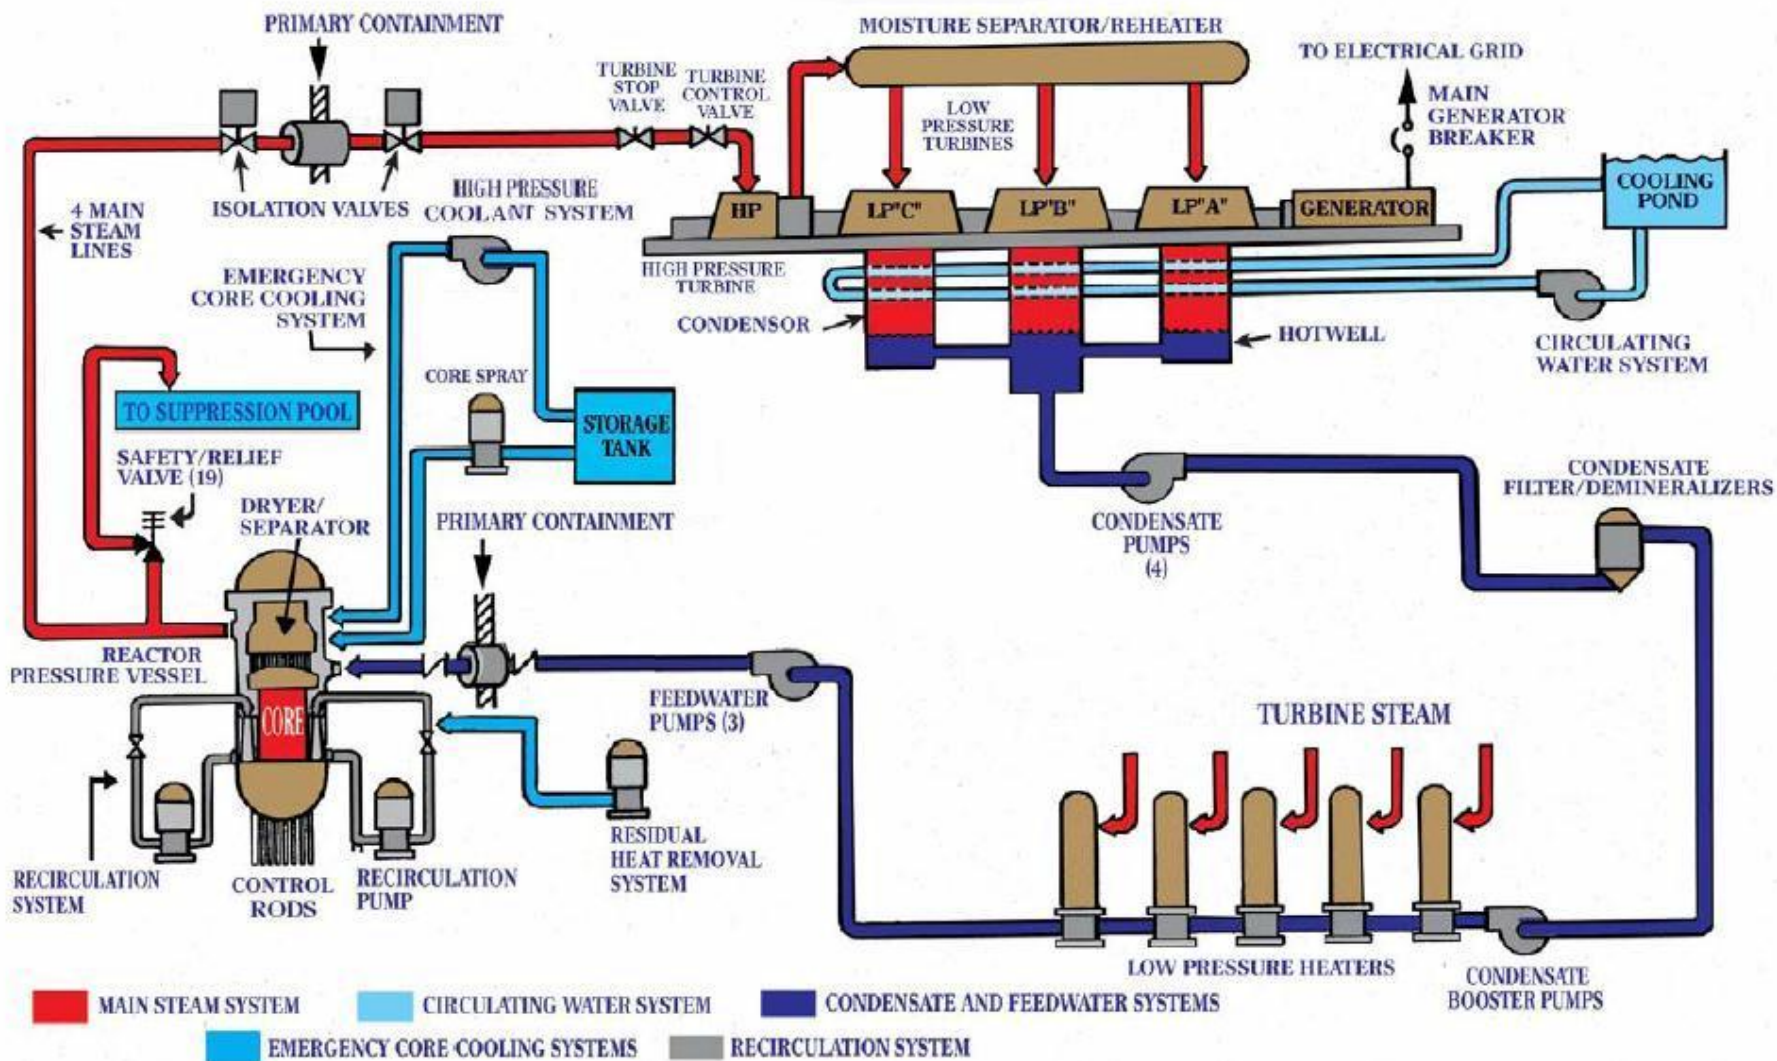 PRIMARY CONTAINMENT
MOISTURE SEPARATOR/REHEATER
TO ELECTRICAL GRID
TURBINE
STOP
VALVE
TURBINE
CONTROL
VALVE
LOW
PRESSURE
TURBINES
MAIN
GENERATOR
BREAKER
ISOLATION VALVES
HIGH PRESSURE
COOLANT SYSTEM
4 MAIN
STEAM
LINES
HP
LP"C"
LP"B"
LP"A"
GENERATOR
COOLING
POND
EMERGENCY
CORE COOLING
SYSTEM
HIGH PRESSURE
TURBINE
CONDENSOR
HOTWELL
CIRCULATING
WATER SYSTEM
CORE SPRAY
TO SUPPRESSION POOL
STORAGE
TANK
SAFETY/RELIEF
VALVE (19)
DRYER/
SEPARATOR
PRIMARY CONTAINMENT
CONDENSATE
PUMPS
(4)
CONDENSATE
FILTER/DEMINERALIZERS
REACTOR
PRESSURE VESSEL
CORE
FEEDWATER
PUMPS (3)
TURBINE STEAM
RECIRCULATION
SYSTEM
CONTROL
RODS
RECIRCULATION
PUMP
RESIDUAL
HEAT REMOVAL
SYSTEM
LOW PRESSURE HEATERS
CONDENSATE
BOOSTER PUMPS
MAIN STEAM SYSTEM
CIRCULATING WATER SYSTEM
CONDENSATE AND FEEDWATER SYSTEMS
EMERGENCY CORE COOLING SYSTEMS
RECIRCULATION SYSTEM